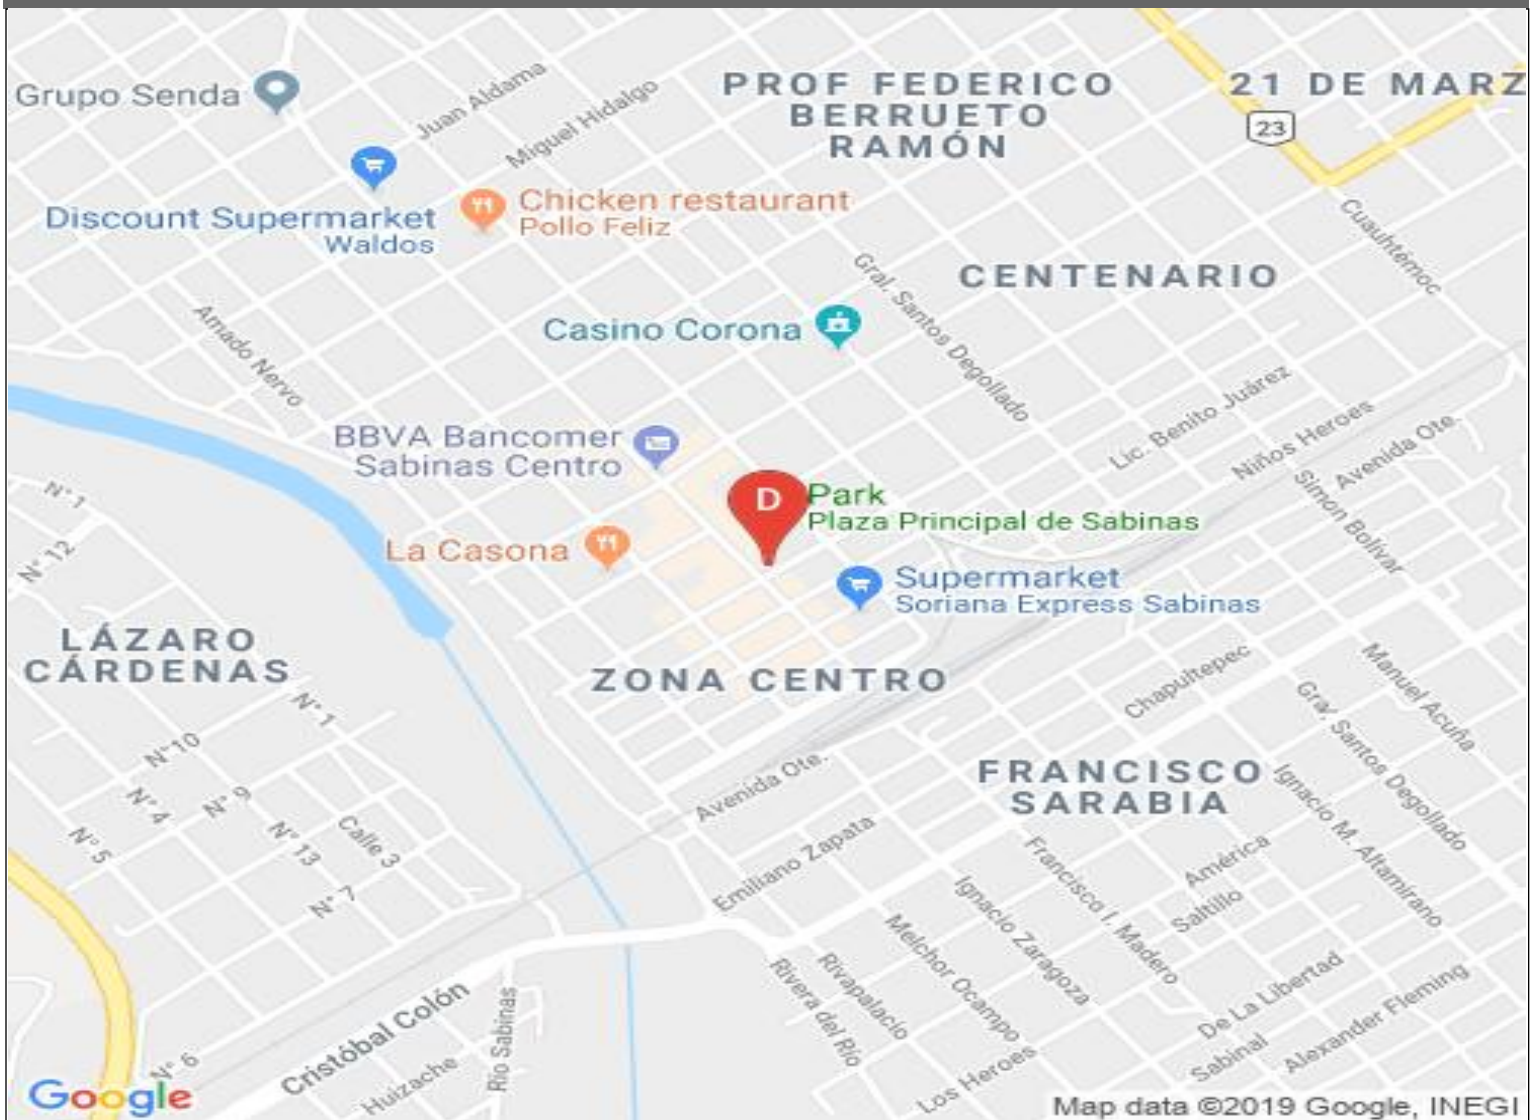 Grupo Senda
Juan Aldama
Miguel Hidalgo
PROF FEDERICO
BERRUETO
RAMÓN
21 DE MARZ
23
Discount Supermarket
Waldos
Chicken restaurant
Pollo Feliz
Cuauhtémoc
CENTENARIO
Gral. Santos Degollado
Casino Corona
Amado Nervo
Lic. Benito Juárez
Niños Heroes
Avenida Ote.
Simon Bolívar
BBVA Bancomer
Sabinas Centro
D
Park
Plaza Principal de Sabinas
La Casona
Supermarket
Soriana Express Sabinas
N° 1
N° 12
LÁZARO
CÁRDENAS
ZONA CENTRO
Chapultepec
Manuel Acuña
Gral. Santos Degollado
N° 1
N° 10
N° 4
N° 9
N° 5
N° 13
Calle 3
N° 7
Avenida Ote.
FRANCISCO
SARABIA
Ignacio M. Altamirano
Emiliano Zapata
Francisco I. Madero
América
Saltillo
Ignacio Zaragoza
Melchor Ocampo
Rivapalacio
Rivera del Río
De La Libertad
Alexander Fleming
Sabinal
Los Heroes
Cristóbal Colón
Río Sabinas
Huizache
N° 6
Google
Map data ©2019 Google, INEGI